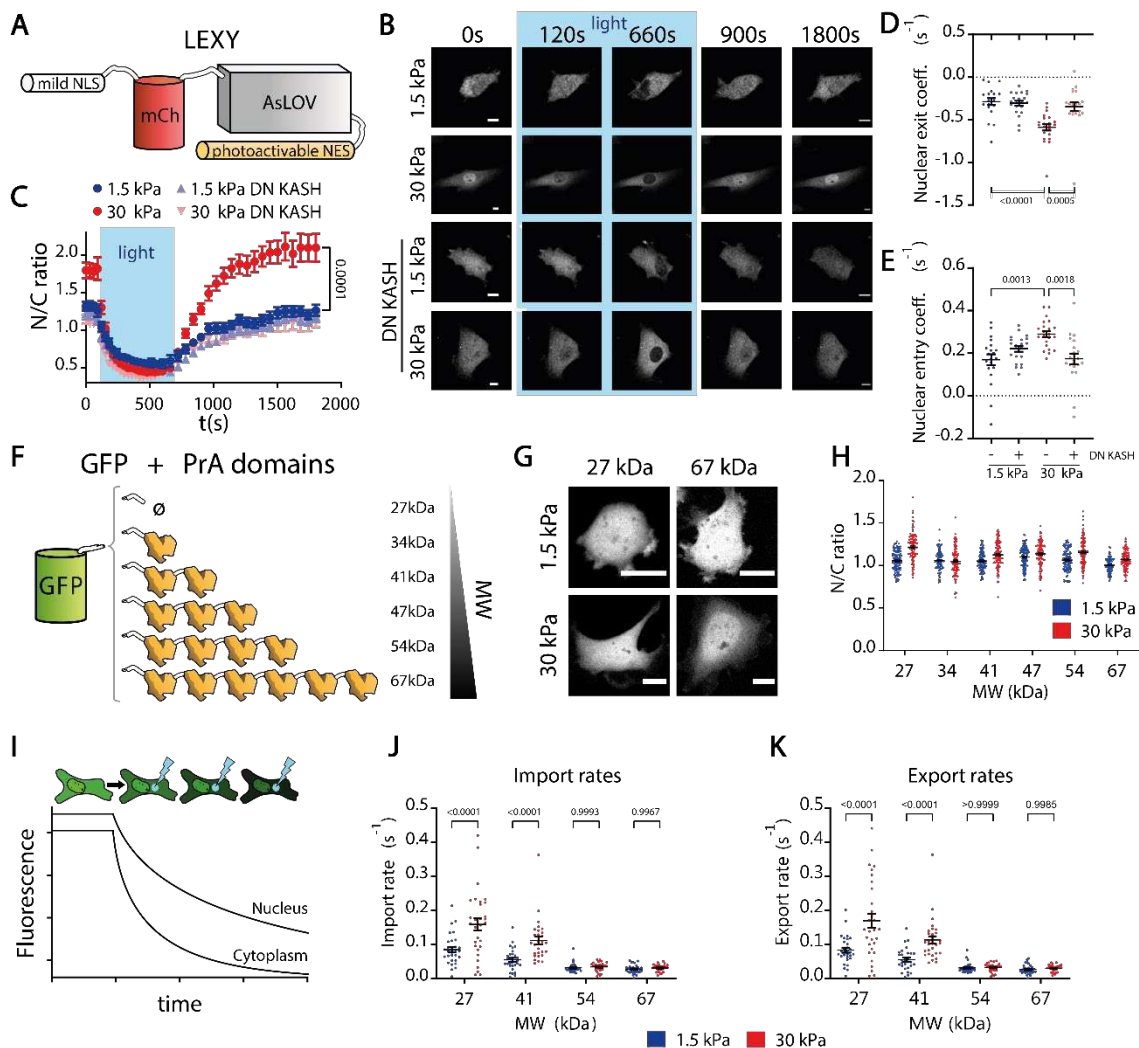 A
LEXY
mild NLS
mCh
AsLOV
photoactivable NES
B
light
0s 120s 660s 900s 1800s
1.5 kPa
30 kPa
DN KASH
1.5 kPa
30 kPa
C
1.5 kPa 1.5 kPa DN KASH
30 kPa 30 kPa DN KASH
light
N/C ratio
2.0
1.5
1.0
0.5
0.0001
0 500 1000 1500 2000
t(s)
D
Nuclear exit coeff. (s⁻¹)
0.5
0.0
-0.5
-1.0
-1.5
<0.0001 0.0005
E
Nuclear entry coeff. (s⁻¹)
0.6
0.4
0.2
0.0
-0.2
0.0013 0.0018
- + - + DN KASH
1.5 kPa 30 kPa
F
GFP + PrA domains
GFP
ø
27kDa
34kDa
41kDa
47kDa
54kDa
67kDa
MW
G
27 kDa 67 kDa
1.5 kPa
30 kPa
H
N/C ratio
2.0
1.5
1.0
0.5
0.0
1.5 kPa
30 kPa
27 34 41 47 54 67
MW (kDa)
I
Fluorescence
Nucleus
Cytoplasm
time
J
Import rates
Import rate (s⁻¹)
0.5
0.4
0.3
0.2
0.1
0.0
<0.0001 <0.0001 0.9993 0.9967
27 41 54 67
MW (kDa)
K
Export rates
Export rate (s⁻¹)
0.5
0.4
0.3
0.2
0.1
0.0
<0.0001 <0.0001 >0.9999 0.9985
27 41 54 67
MW (kDa)
1.5 kPa 30 kPa